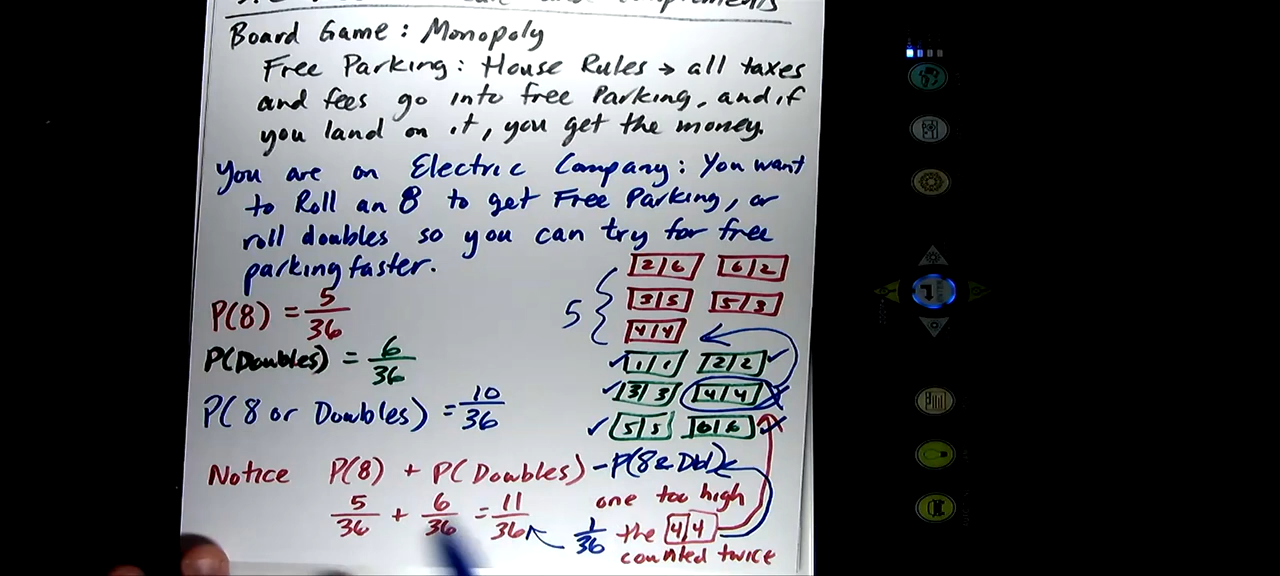 Board Game : Monopoly
Free Parking : House Rules → all taxes
and fees go into free Parking, and if
you land on it, you get the money.
You are on Electric Company : You want
to Roll an 8 to get Free Parking, or
roll doubles so you can try for free
parking faster.
2 6 6 2
5 { 3 5 5 3
4 4
P(8) = 5/36
1 1 2 2
P(Doubles) = 6/36
3 3 4 4
P(8 or Doubles) = 10/36
5 5 6 6
Notice P(8) + P(Doubles) - P(8 & Dbl)
5/36 + 6/36 = 11/36
one too high
1/36 the 4 4
counted twice